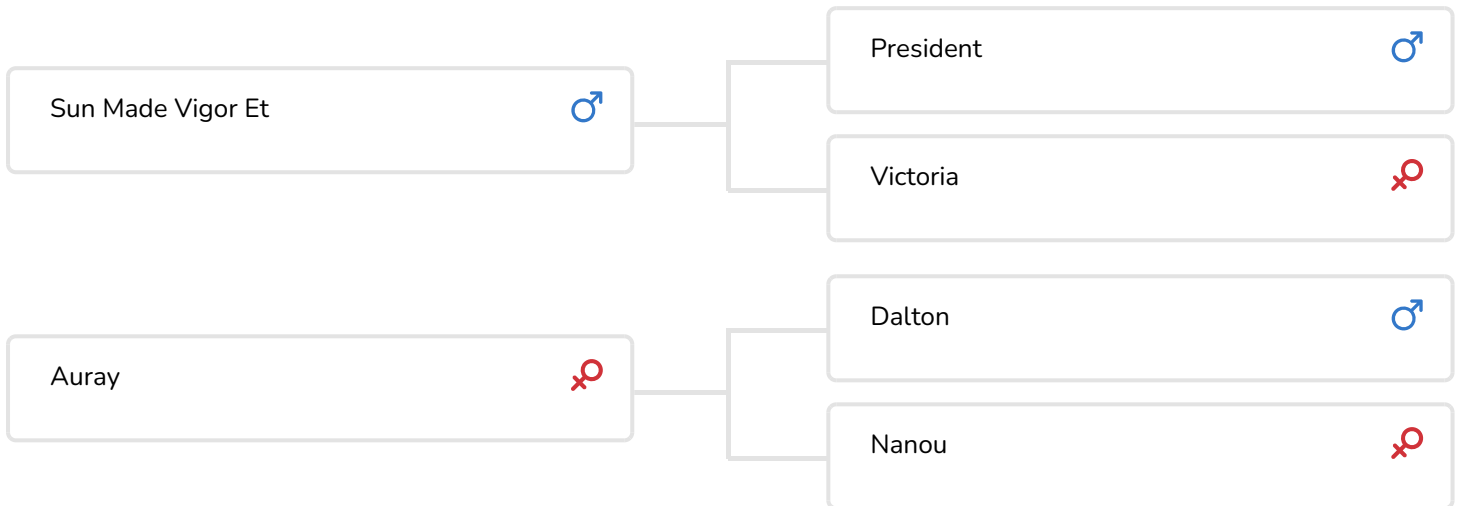 President
Sun Made Vigor Et
Victoria
Dalton
Auray
Nanou